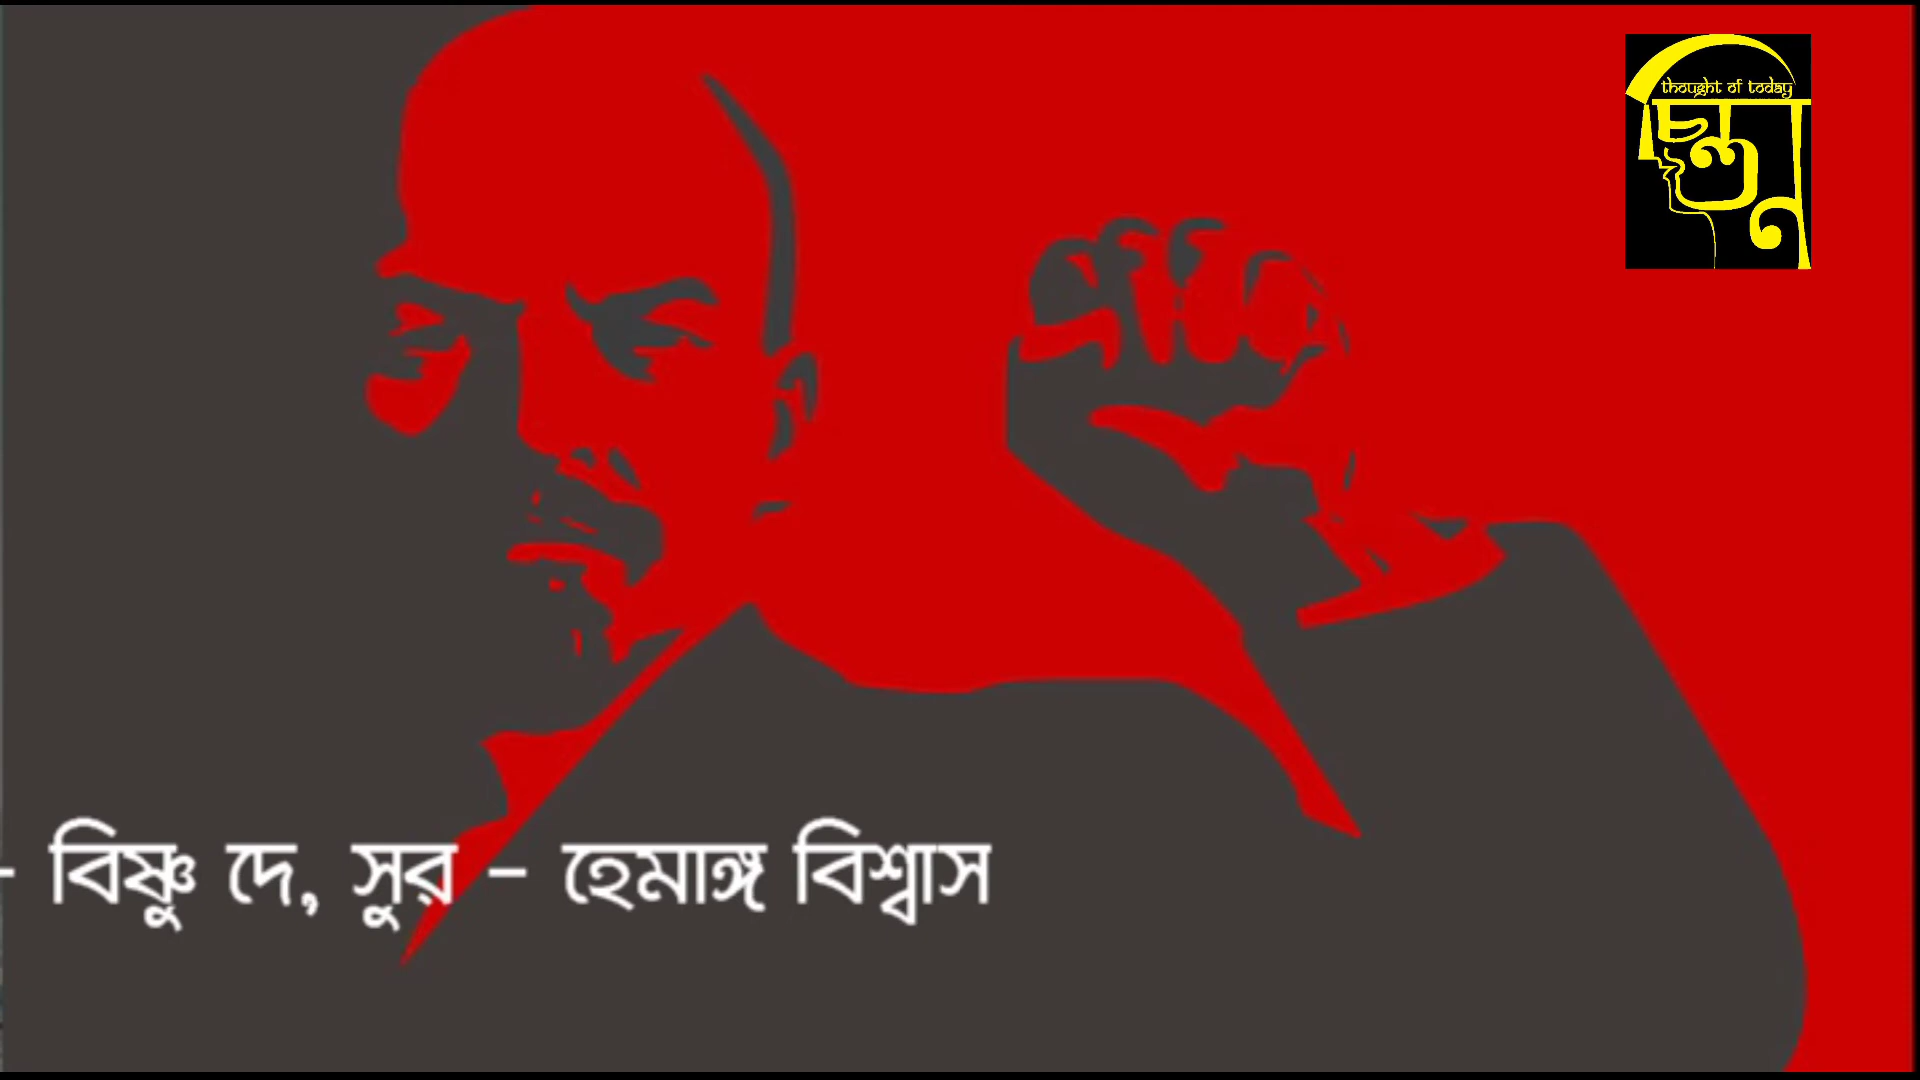 thought of today
- বিষ্ণু দে, সুর - হেমাঙ্গ বিশ্বাস